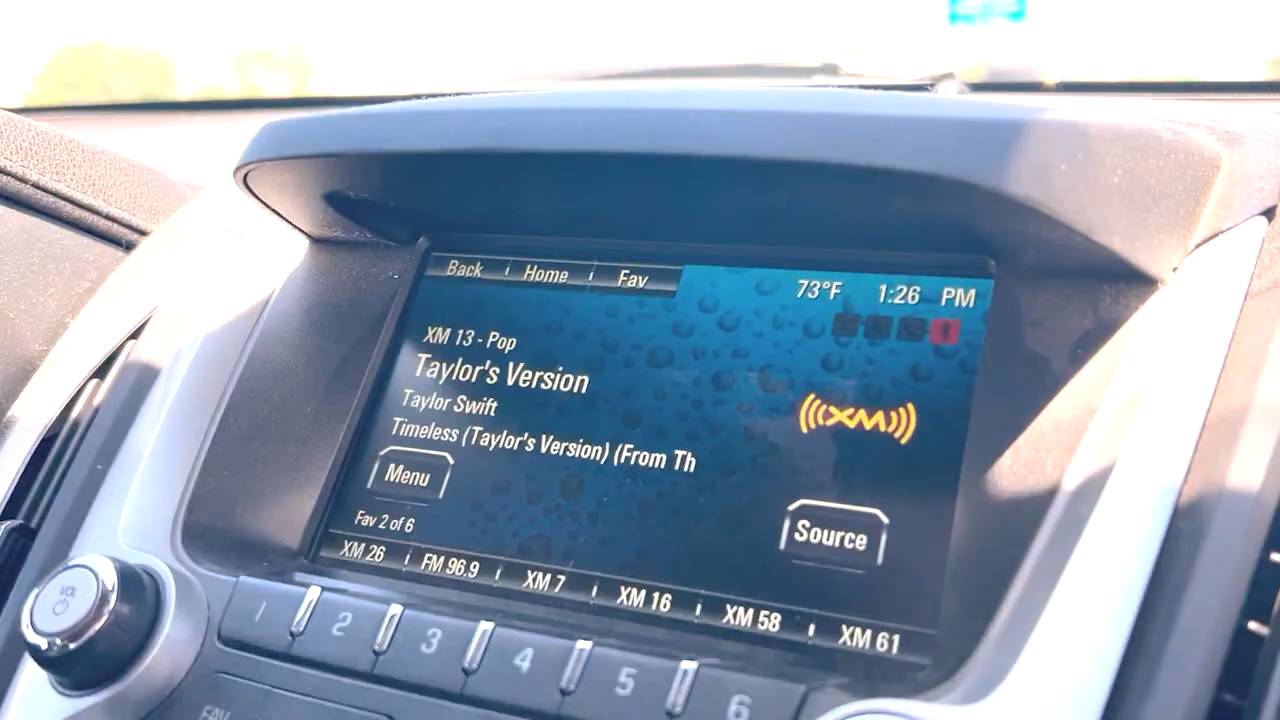 Back Home Fav
73°F 1:26 PM
XM 13 - Pop
Taylor's Version
Taylor Swift
Timeless (Taylor's Version) (From Th
(((XM)))
Menu
Source
Fav 2 of 6
XM 26 FM 96.9 XM 7 XM 16 XM 58 XM 61
VOL
1 2 3 4 5 6
FAV